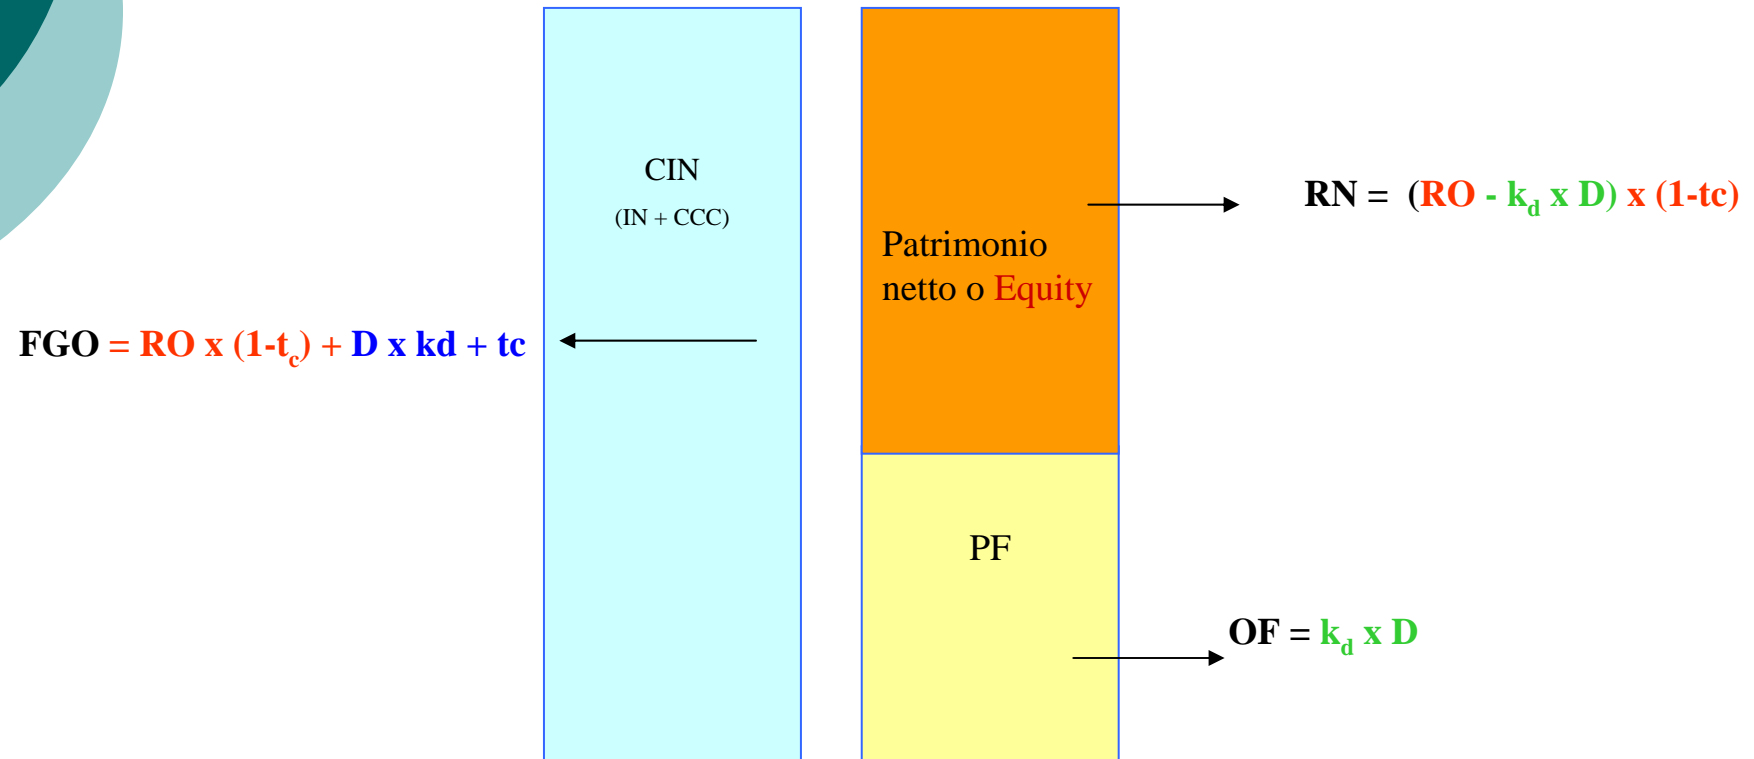 CIN
(IN + CCC)
RN = (RO - kd x D) x (1-tc)
Patrimonio
netto o Equity
FGO = RO x (1-tc) + D x kd + tc
PF
OF = kd x D